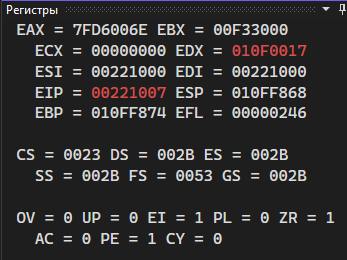 Регистры
EAX = 7FD6006E EBX = 00F33000
ECX = 00000000 EDX = 010F0017
ESI = 00221000 EDI = 00221000
EIP = 00221007 ESP = 010FF868
EBP = 010FF874 EFL = 00000246
CS = 0023 DS = 002B ES = 002B
SS = 002B FS = 0053 GS = 002B
OV = 0 UP = 0 EI = 1 PL = 0 ZR = 1
AC = 0 PE = 1 CY = 0